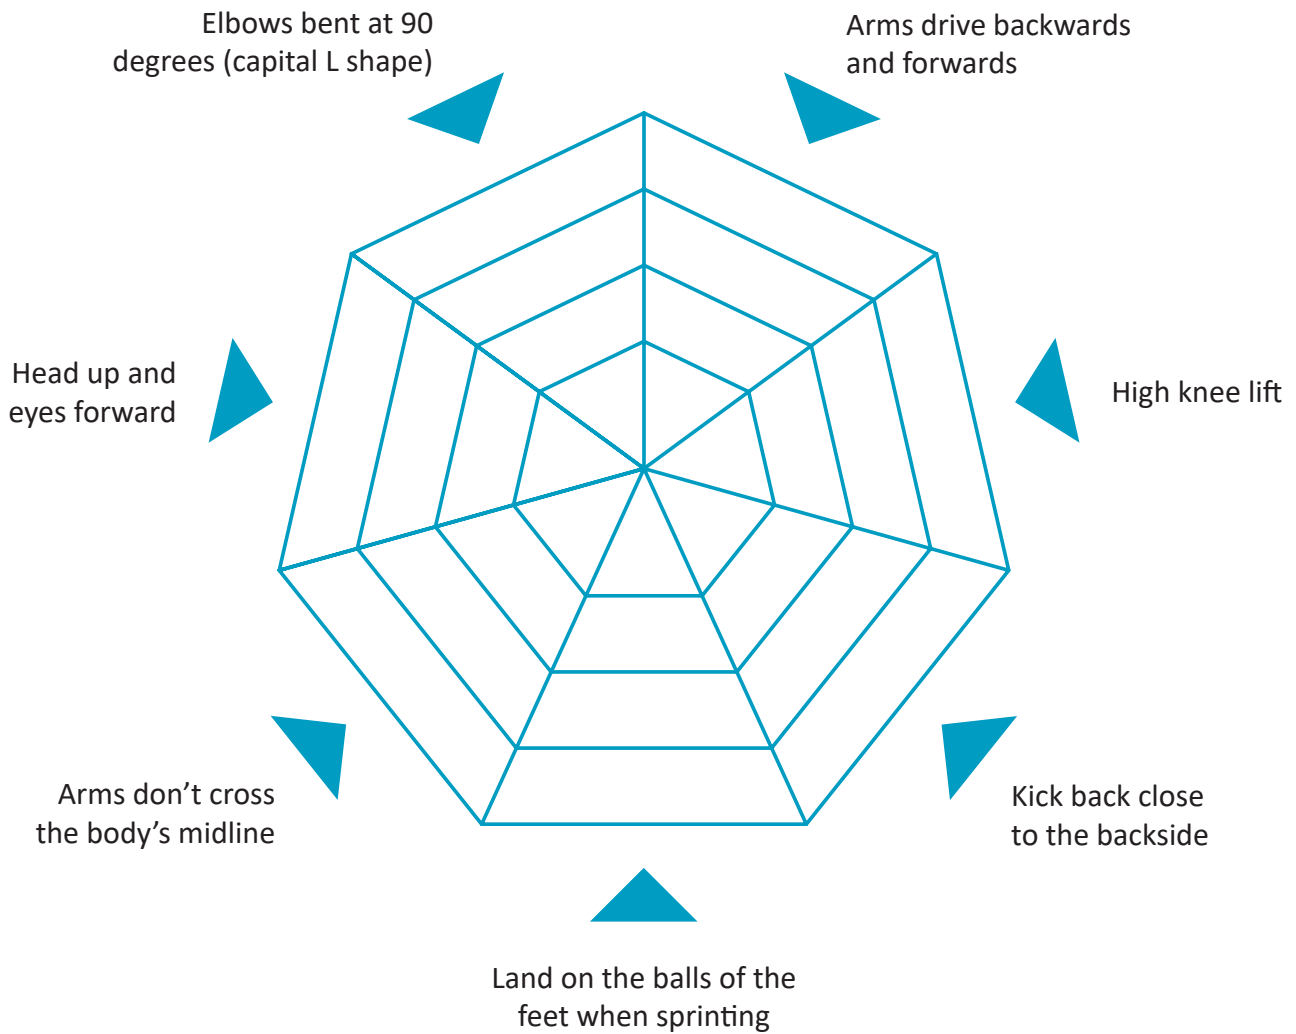 Elbows bent at 90
degrees (capital L shape)
Arms drive backwards
and forwards
Head up and
eyes forward
High knee lift
Arms don’t cross
the body’s midline
Kick back close
to the backside
Land on the balls of the
feet when sprinting